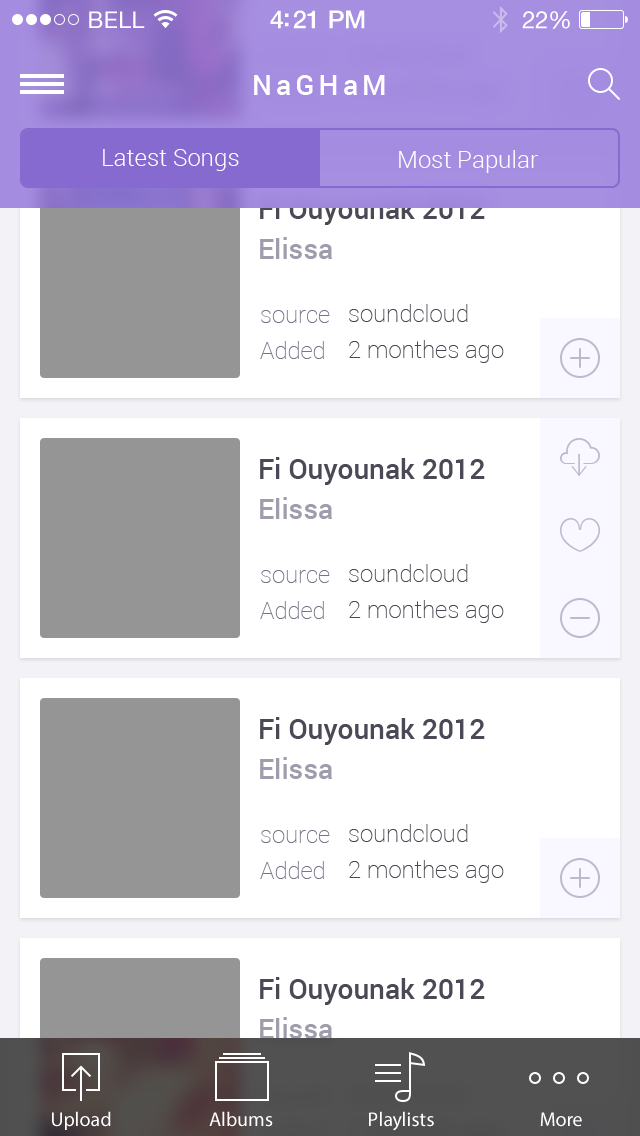 BELL 4:21 PM 22%
NaGHaM
Latest Songs Most Papular
Fi Ouyounak 2012
Elissa
source soundcloud
Added 2 monthes ago
Fi Ouyounak 2012
Elissa
source soundcloud
Added 2 monthes ago
Fi Ouyounak 2012
Elissa
source soundcloud
Added 2 monthes ago
Fi Ouyounak 2012
Elissa
Upload Albums Playlists More